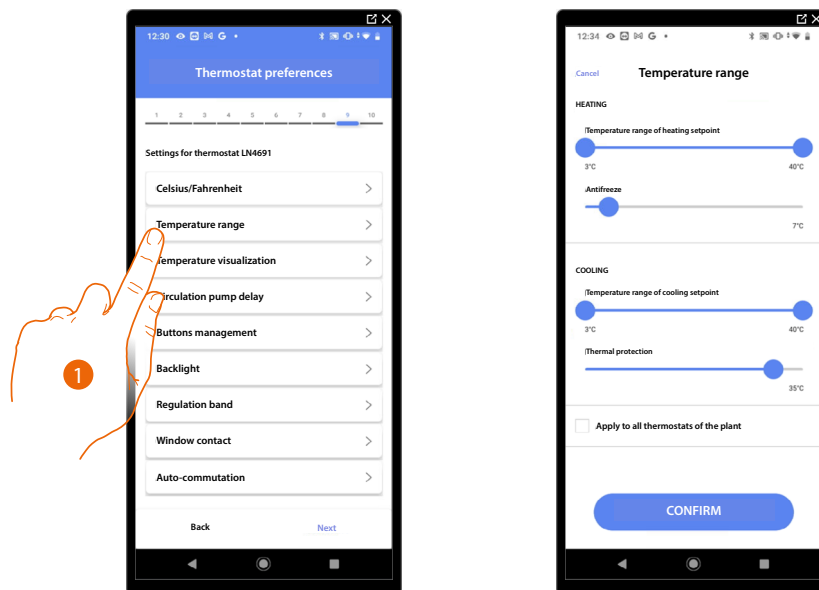 12:30 G
Thermostat preferences
1 2 3 4 5 6 7 8 9 10
Settings for thermostat LN4691
Celsius/Fahrenheit
Temperature range
Temperature visualization
Circulation pump delay
Buttons management
Backlight
Regulation band
Window contact
Auto-commutation
Back Next
1
12:34 G
Cancel Temperature range
HEATING
Temperature range of heating setpoint
3°C 40°C
Antifreeze
7°C
COOLING
Temperature range of cooling setpoint
3°C 40°C
Thermal protection
35°C
Apply to all thermostats of the plant
CONFIRM